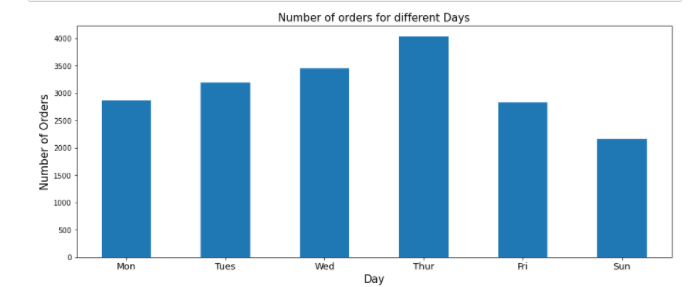 Number of orders for different Days
Number of Orders
4000
3500
3000
2500
2000
1500
1000
500
0
Mon Tues Wed Thur Fri Sun
Day